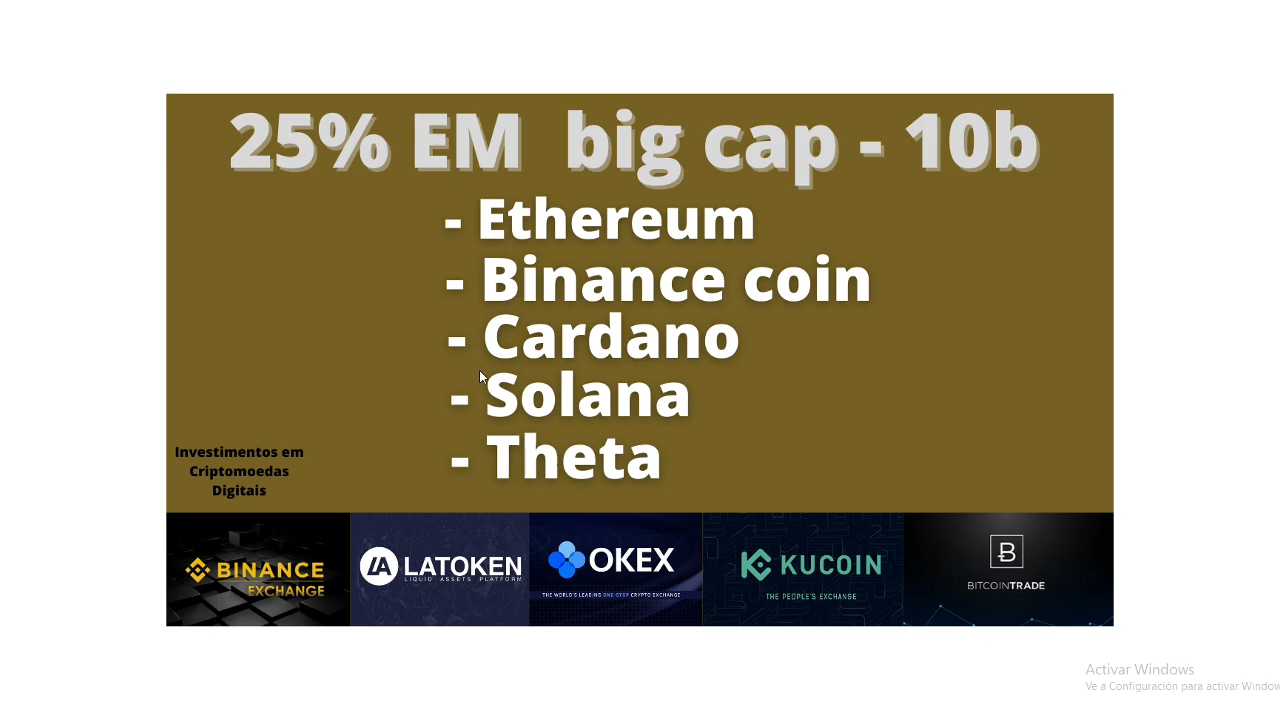 25% EM big cap - 10b
- Ethereum
- Binance coin
- Cardano
- Solana
- Theta
Investimentos em
Criptomoedas
Digitais
BINANCE
EXCHANGE
LATOKEN
LIQUID ASSETS PLATFORM
OKEX
THE WORLD'S LEADING ONE-STOP CRYPTO EXCHANGE
KUCOIN
THE PEOPLE'S EXCHANGE
BITCOINTRADE
Activar Windows
Ve a Configuración para activar Window